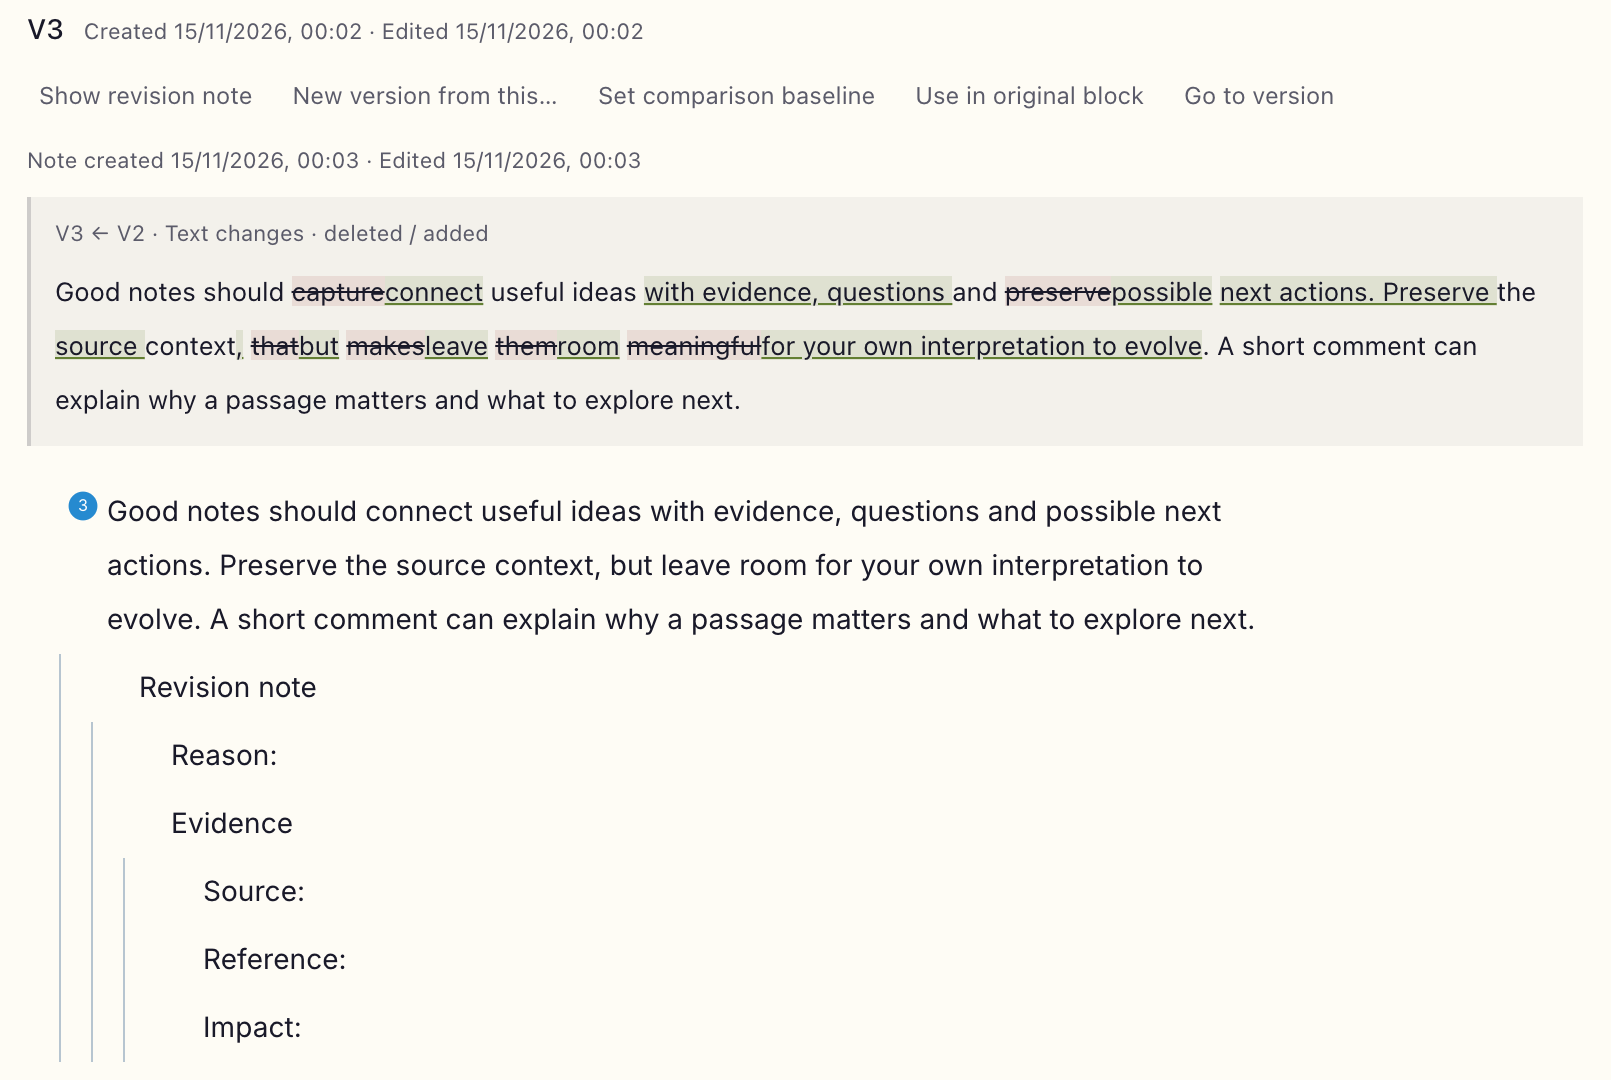 V3 Created 15/11/2026, 00:02 · Edited 15/11/2026, 00:02
Show revision note New version from this... Set comparison baseline Use in original block Go to version
Note created 15/11/2026, 00:03 · Edited 15/11/2026, 00:03
V3 ← V2 · Text changes · deleted / added
Good notes should captureconnect useful ideas with evidence, questions and preservepossible next actions. Preserve the
source context, thatbut makesleave themroom meaningfulfor your own interpretation to evolve. A short comment can
explain why a passage matters and what to explore next.
3 Good notes should connect useful ideas with evidence, questions and possible next
actions. Preserve the source context, but leave room for your own interpretation to
evolve. A short comment can explain why a passage matters and what to explore next.
Revision note
Reason:
Evidence
Source:
Reference:
Impact: